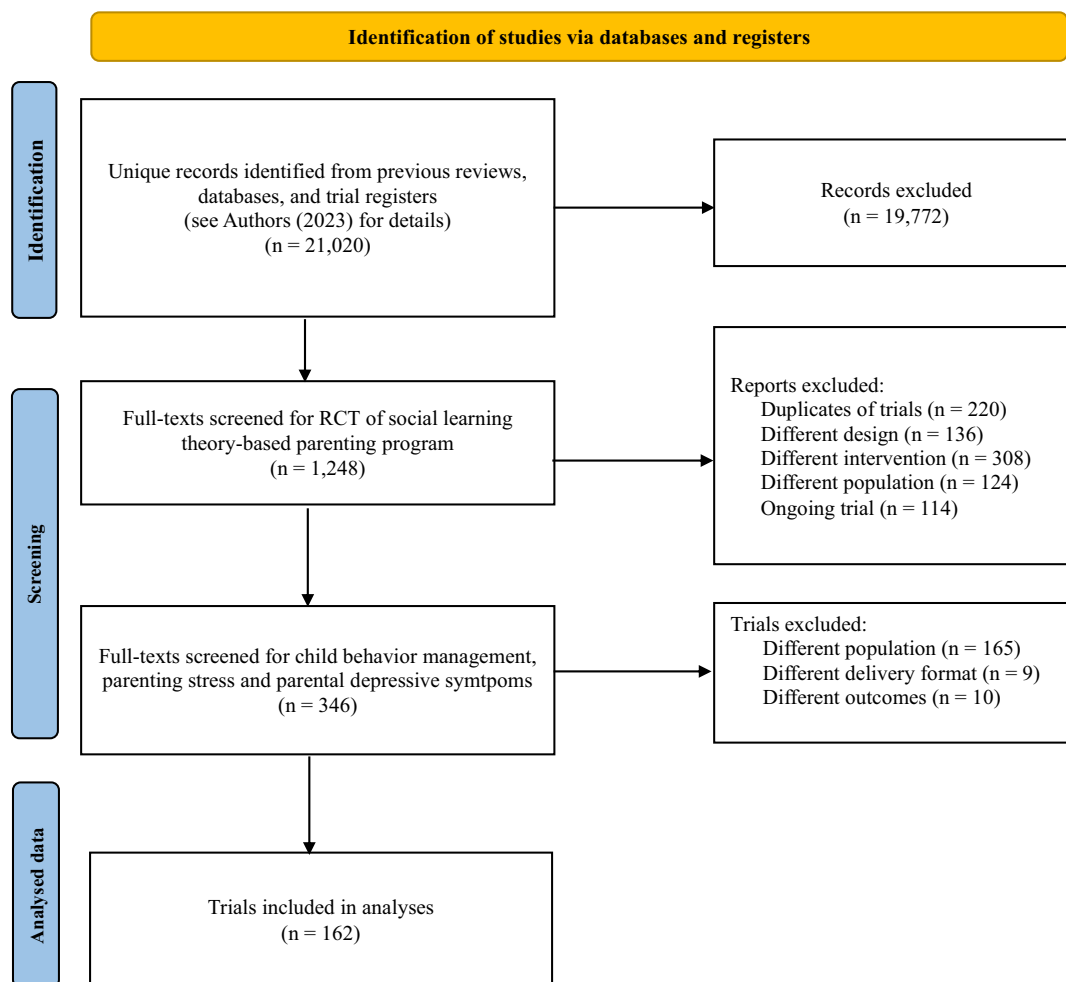 Identification of studies via databases and registers
Identification
Unique records identified from previous reviews,
databases, and trial registers
(see Authors (2023) for details)
(n = 21,020)
Records excluded
(n = 19,772)
Screening
Full-texts screened for RCT of social learning
theory-based parenting program
(n = 1,248)
Reports excluded:
Duplicates of trials (n = 220)
Different design (n = 136)
Different intervention (n = 308)
Different population (n = 124)
Ongoing trial (n = 114)
Full-texts screened for child behavior management,
parenting stress and parental depressive symtpoms
(n = 346)
Trials excluded:
Different population (n = 165)
Different delivery format (n = 9)
Different outcomes (n = 10)
Analysed data
Trials included in analyses
(n = 162)